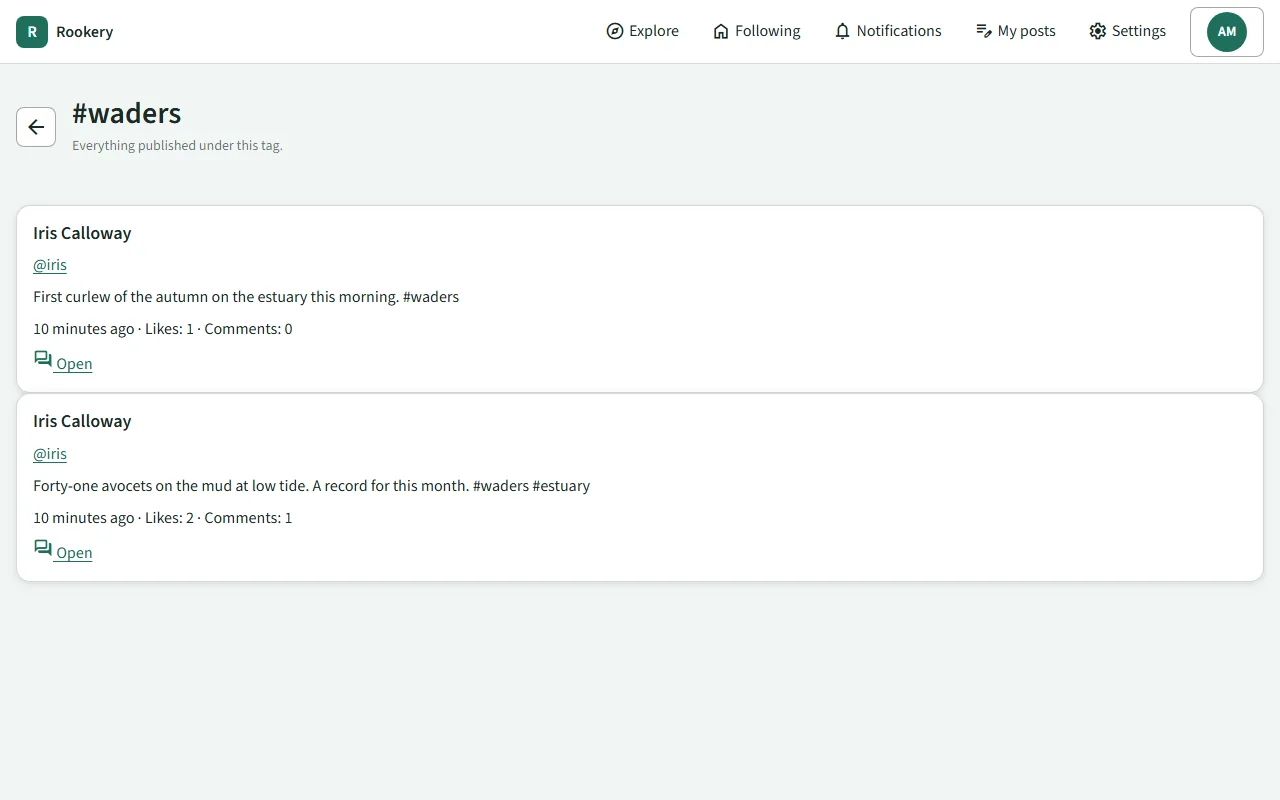 R Rookery Explore Following Notifications My posts Settings AM
#waders
Everything published under this tag.
Iris Calloway
@iris
First curlew of the autumn on the estuary this morning. #waders
10 minutes ago · Likes: 1 · Comments: 0
Open
Iris Calloway
@iris
Forty-one avocets on the mud at low tide. A record for this month. #waders #estuary
10 minutes ago · Likes: 2 · Comments: 1
Open